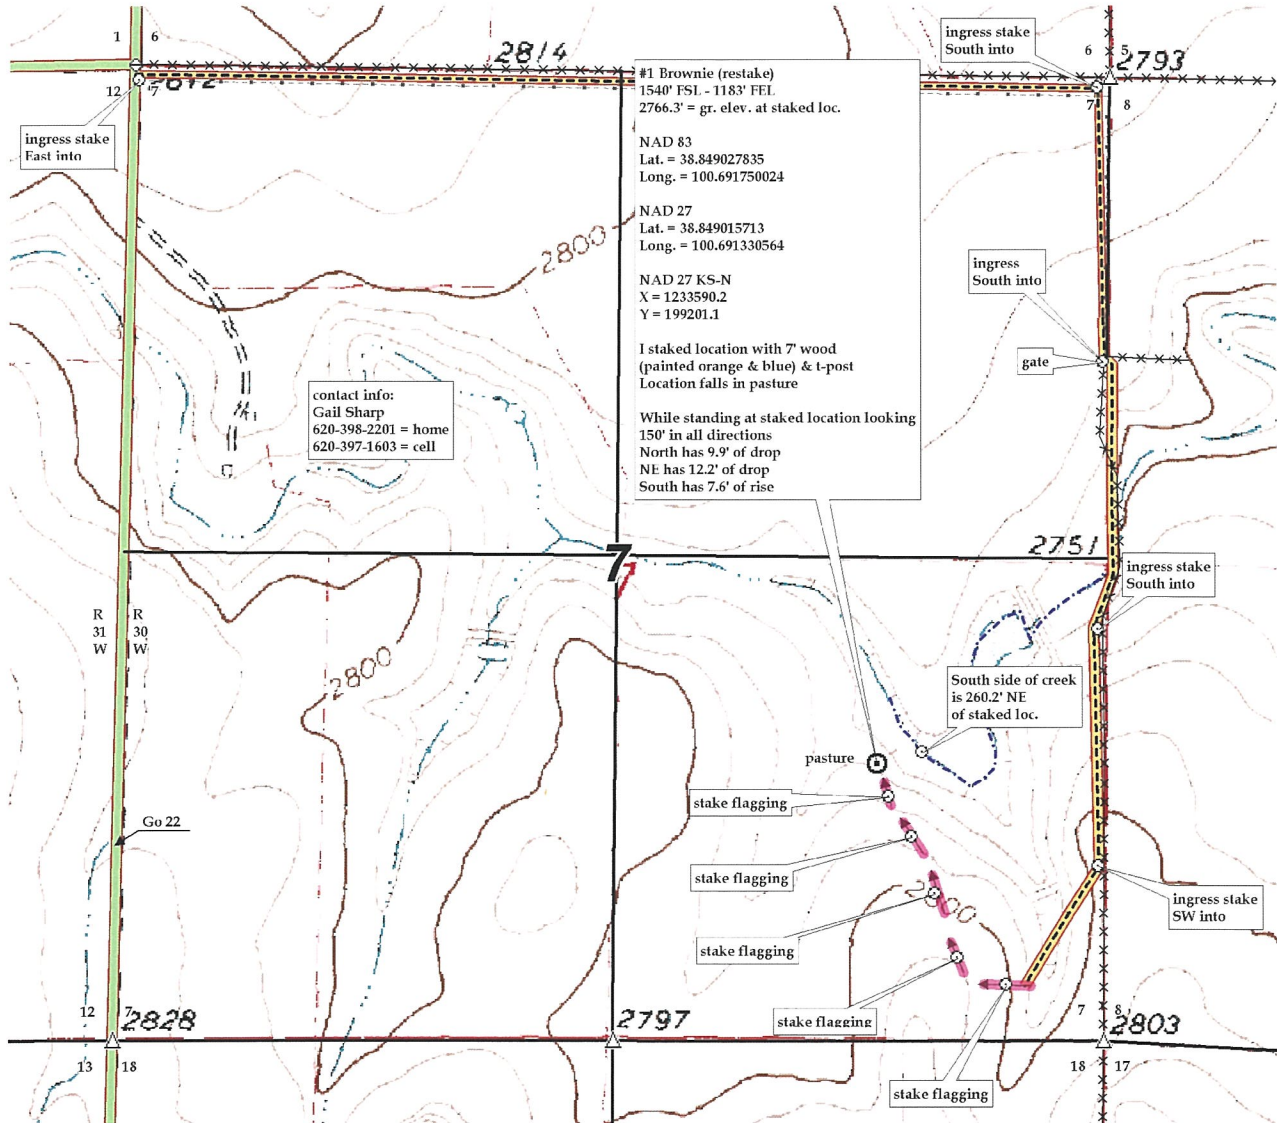 1 6
2814
ingress stake
South into
6 5
2793
12 7
7 8
ingress stake
East into
#1 Brownie (restake)
1540' FSL - 1183' FEL
2766.3' = gr. elev. at staked loc.
NAD 83
Lat. = 38.849027835
Long. = 100.691750024
NAD 27
Lat. = 38.849015713
Long. = 100.691330564
NAD 27 KS-N
X = 1233590.2
Y = 199201.1
I staked location with 7' wood
(painted orange & blue) & t-post
Location falls in pasture
While standing at staked location looking
150' in all directions
North has 9.9' of drop
NE has 12.2' of drop
South has 7.6' of rise
2800
ingress
South into
gate
contact info:
Gail Sharp
620-398-2201 = home
620-397-1603 = cell
7
2751
ingress stake
South into
R R
31 30
W W
2800
South side of creek
is 260.2' NE
of staked loc.
pasture
stake flagging
Go 22
stake flagging
2800
ingress stake
SW into
stake flagging
stake flagging
12 7
2828
2797
7 8
2803
13 18
18 17
stake flagging